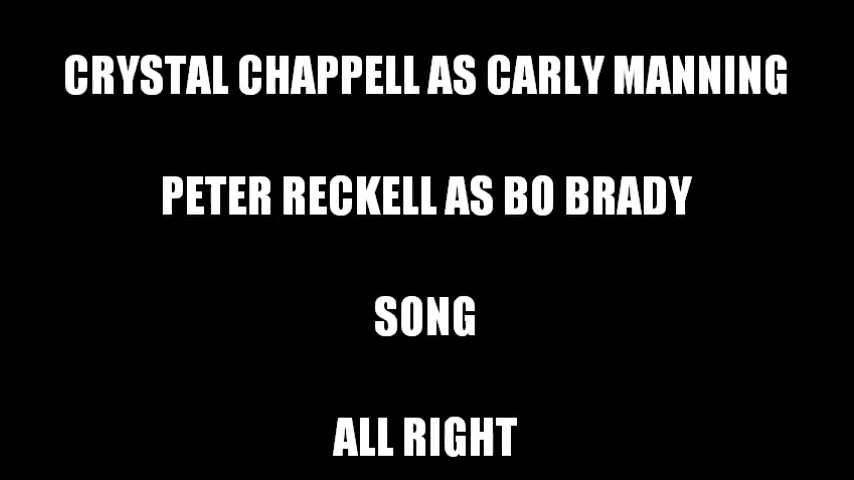 CRYSTAL CHAPPELL AS CARLY MANNING
PETER RECKELL AS BO BRADY
SONG
ALL RIGHT